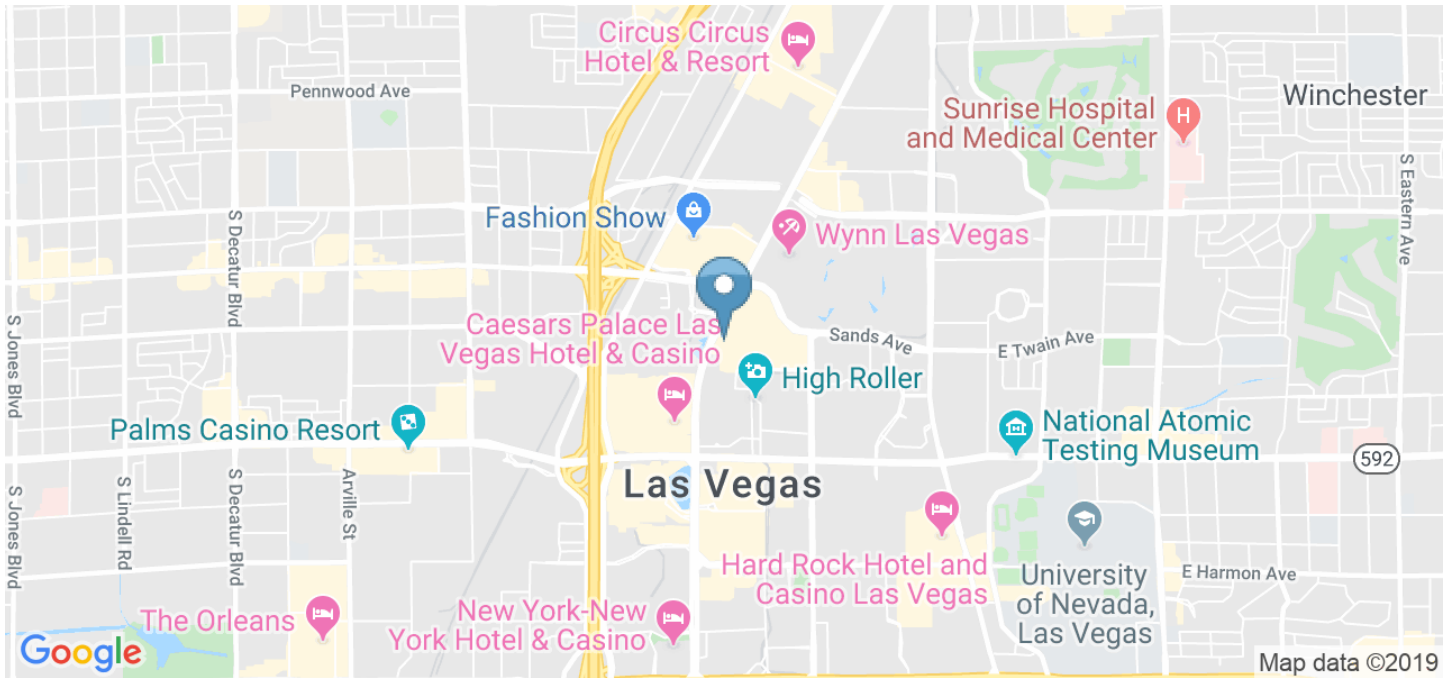 Circus Circus
Hotel & Resort
Pennwood Ave
Winchester
Sunrise Hospital
and Medical Center
H
S Eastern Ave
Fashion Show
Wynn Las Vegas
S Decatur Blvd
S Jones Blvd
Caesars Palace Las
Vegas Hotel & Casino
Sands Ave
E Twain Ave
High Roller
Palms Casino Resort
National Atomic
Testing Museum
592
Las Vegas
S Jones Blvd
S Lindell Rd
S Decatur Blvd
Arville St
Hard Rock Hotel and
Casino Las Vegas
University
of Nevada,
Las Vegas
E Harmon Ave
The Orleans
New York-New
York Hotel & Casino
Google
Map data ©2019